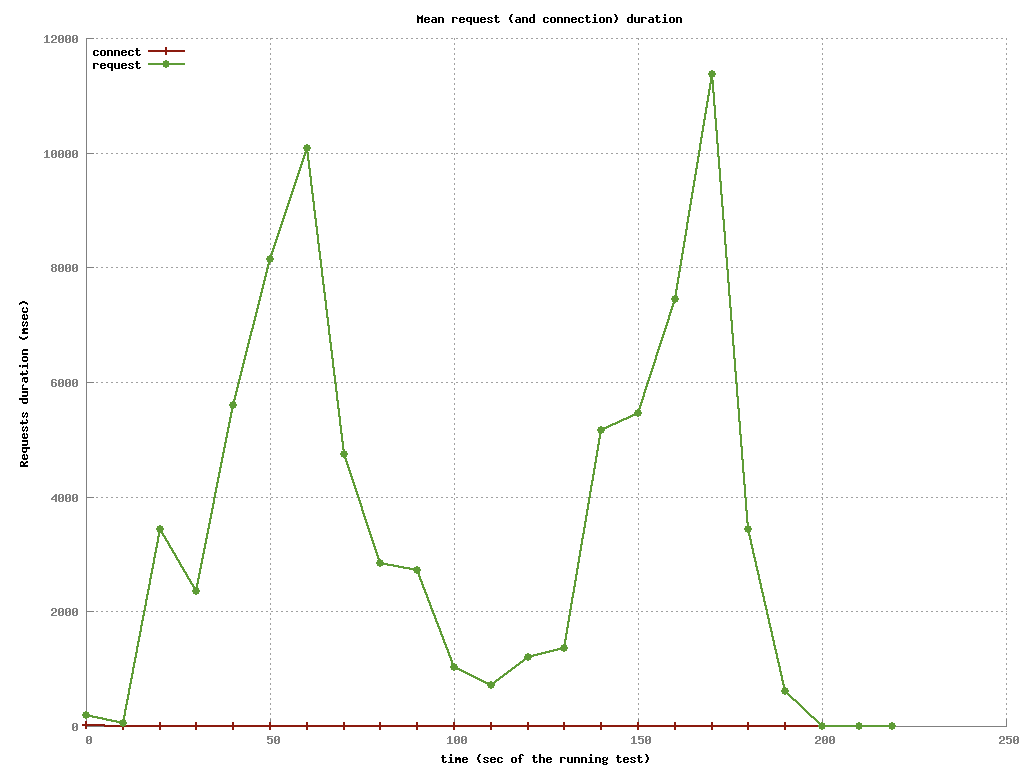 Mean request (and connection) duration
12000
connect
request
10000
8000
6000
4000
2000
0
Requests duration (msec)
0 50 100 150 200 250
time (sec of the running test)